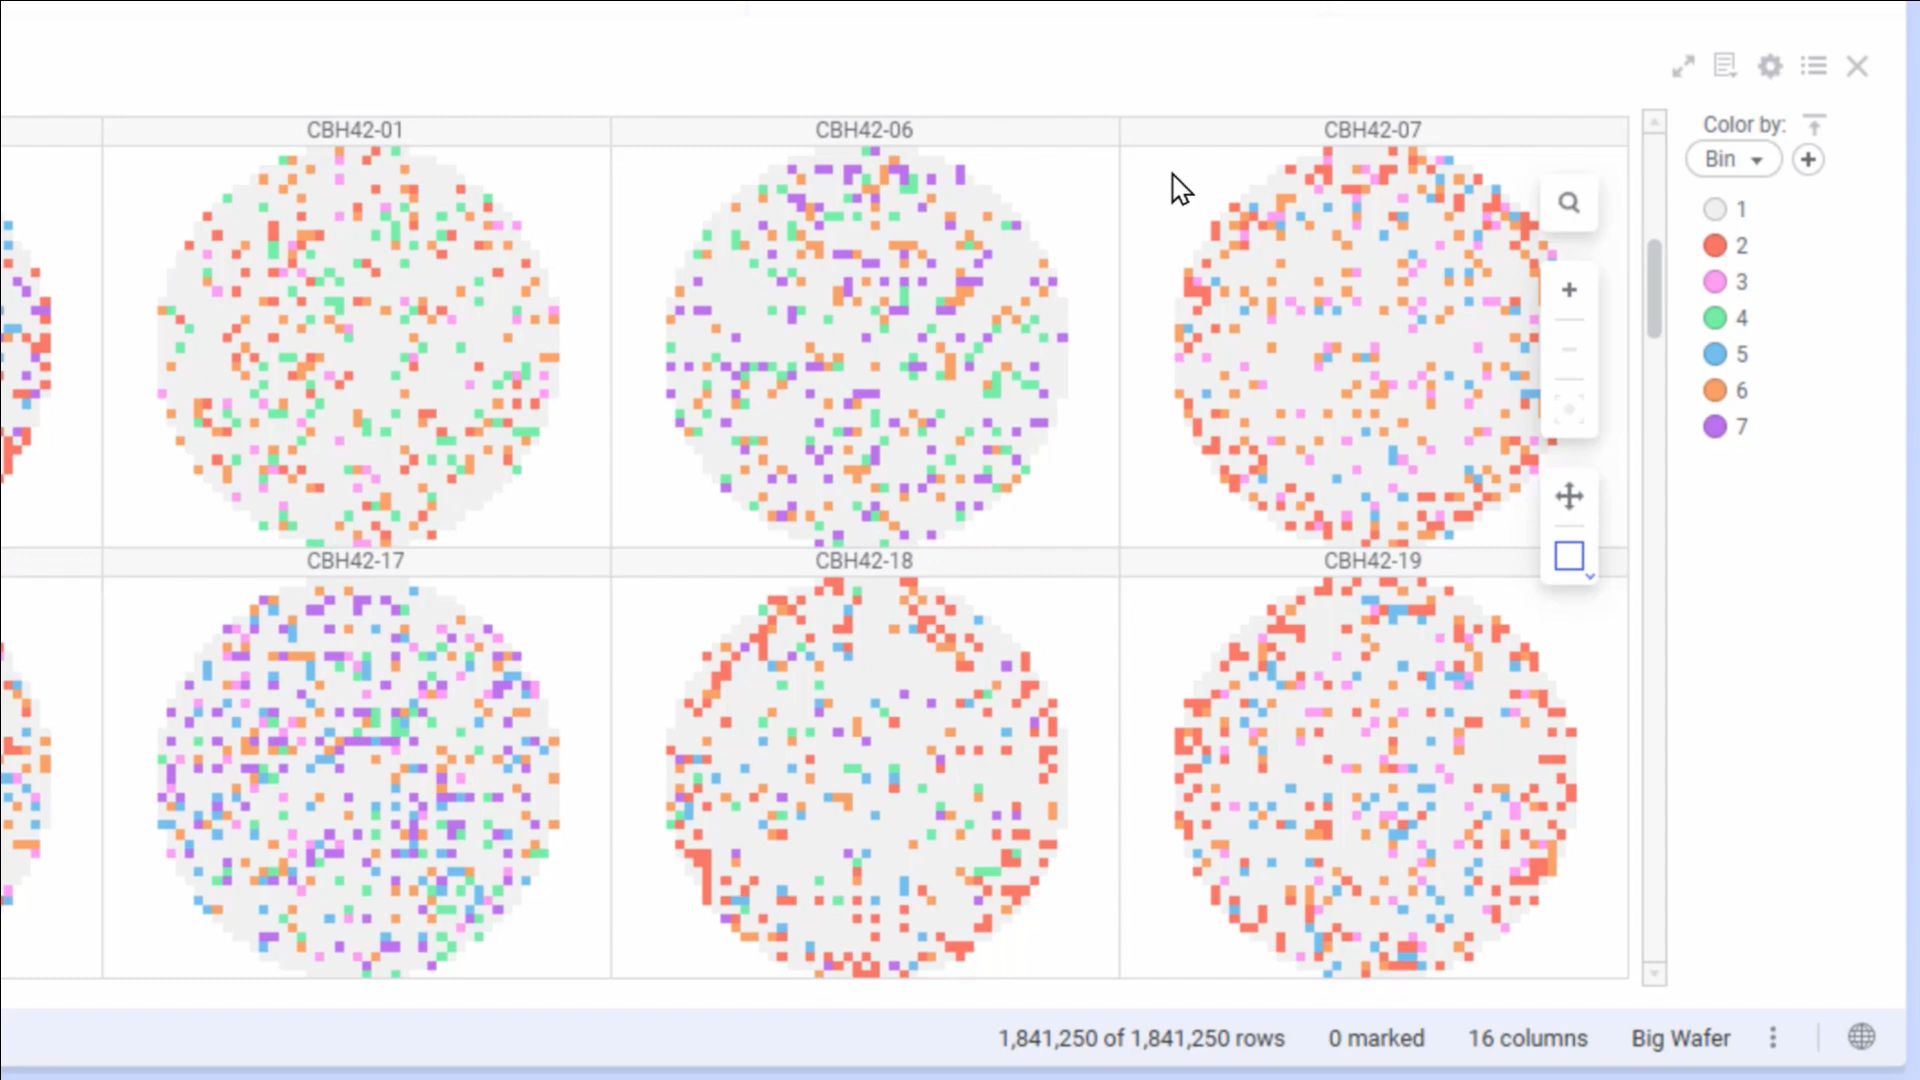 CBH42-01
CBH42-06
CBH42-07
Color by:
Bin
1
2
3
4
5
6
7
CBH42-17
CBH42-18
CBH42-19
1,841,250 of 1,841,250 rows
0 marked
16 columns
Big Wafer